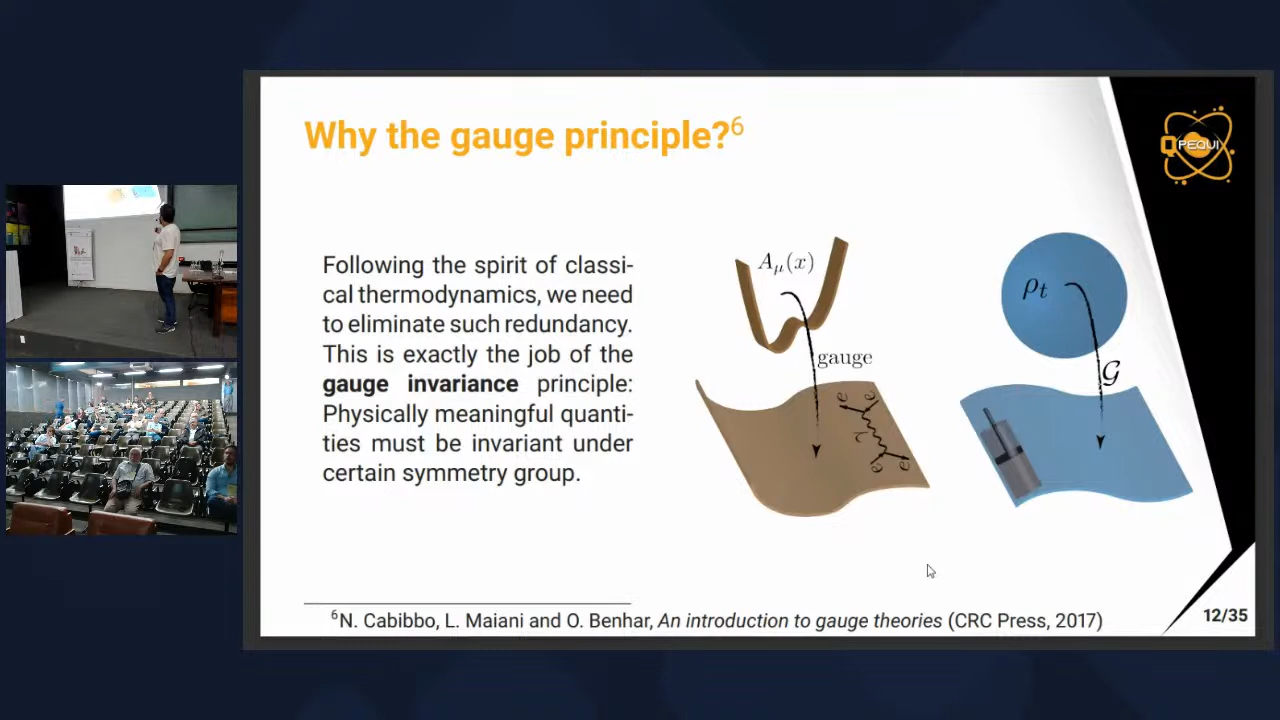 Why the gauge principle?6
QPEQUI
Following the spirit of classi-
cal thermodynamics, we need
to eliminate such redundancy.
This is exactly the job of the
gauge invariance principle:
Physically meaningful quanti-
ties must be invariant under
certain symmetry group.
Aμ(x)
gauge
e
e
γ
e
e
ρt
𝒢
6N. Cabibbo, L. Maiani and O. Benhar, An introduction to gauge theories (CRC Press, 2017)
12/35